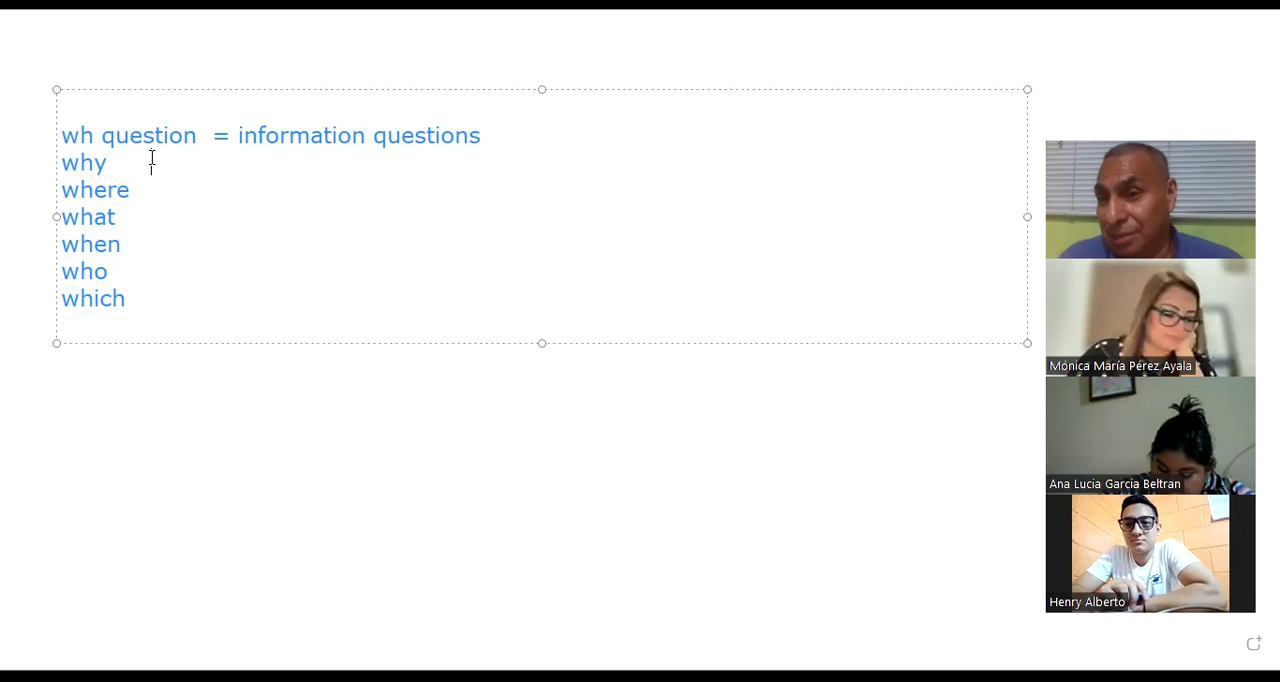 wh question  = information questions
why
where
what
when
who
which
Mónica María Pérez Ayala
Ana Lucia Garcia Beltran
Henry Alberto